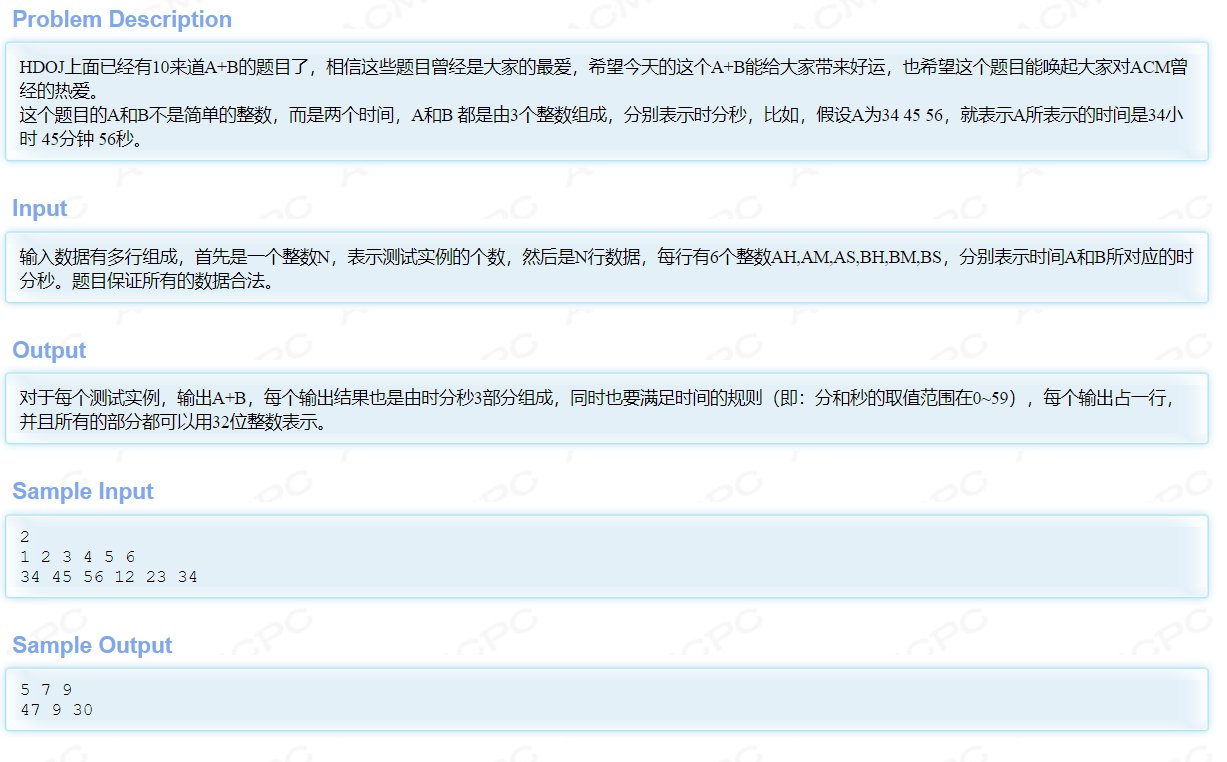 Problem Description
HDOJ上面已经有10来道A+B的题目了，相信这些题目曾经是大家的最爱，希望今天的这个A+B能给大家带来好运，也希望这个题目能唤起大家对ACM曾
经的热爱。
这个题目的A和B不是简单的整数，而是两个时间，A和B 都是由3个整数组成，分别表示时分秒，比如，假设A为34 45 56，就表示A所表示的时间是34小
时 45分钟 56秒。
Input
输入数据有多行组成，首先是一个整数N，表示测试实例的个数，然后是N行数据，每行有6个整数AH,AM,AS,BH,BM,BS，分别表示时间A和B所对应的时
分秒。题目保证所有的数据合法。
Output
对于每个测试实例，输出A+B，每个输出结果也是由时分秒3部分组成，同时也要满足时间的规则（即：分和秒的取值范围在0~59），每个输出占一行，
并且所有的部分都可以用32位整数表示。
Sample Input
2
1 2 3 4 5 6
34 45 56 12 23 34
Sample Output
5 7 9
47 9 30